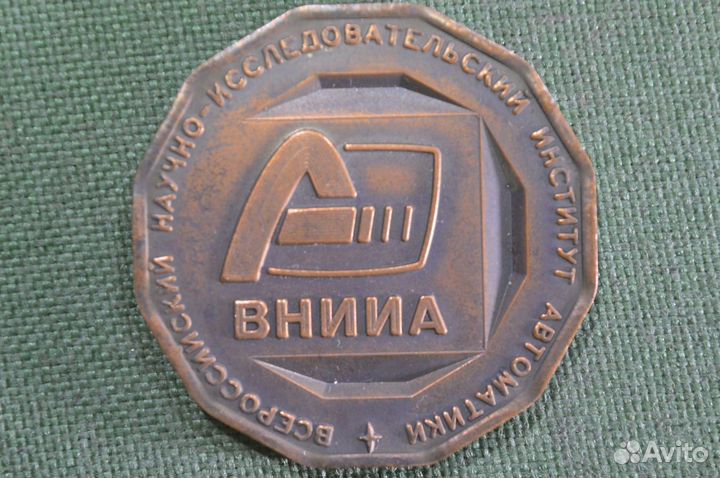 ВСЕРОССИЙСКИЙ НАУЧНО-ИССЛЕДОВАТЕЛЬСКИЙ ИНСТИТУТ АВТОМАТИКИ
ВНИИА
Avito